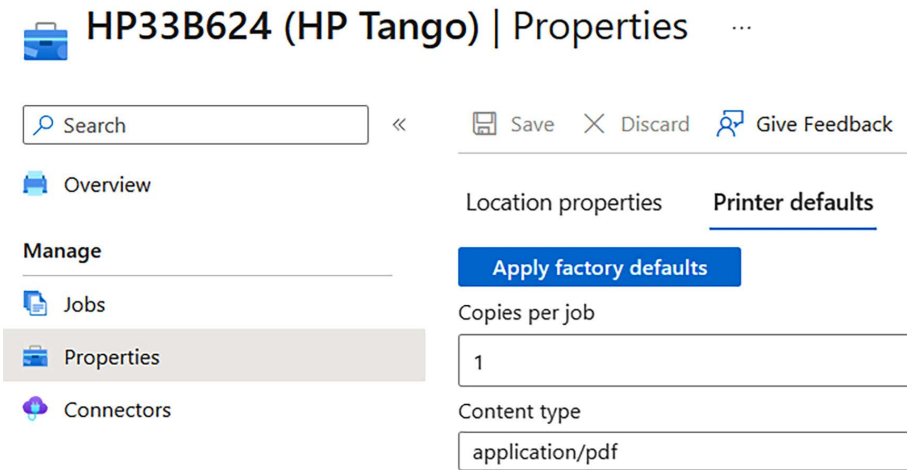 HP33B624 (HP Tango) | Properties ...
Search «
Save Discard Give Feedback
Overview
Location properties Printer defaults
Manage
Apply factory defaults
Jobs
Copies per job
Properties
1
Connectors
Content type
application/pdf